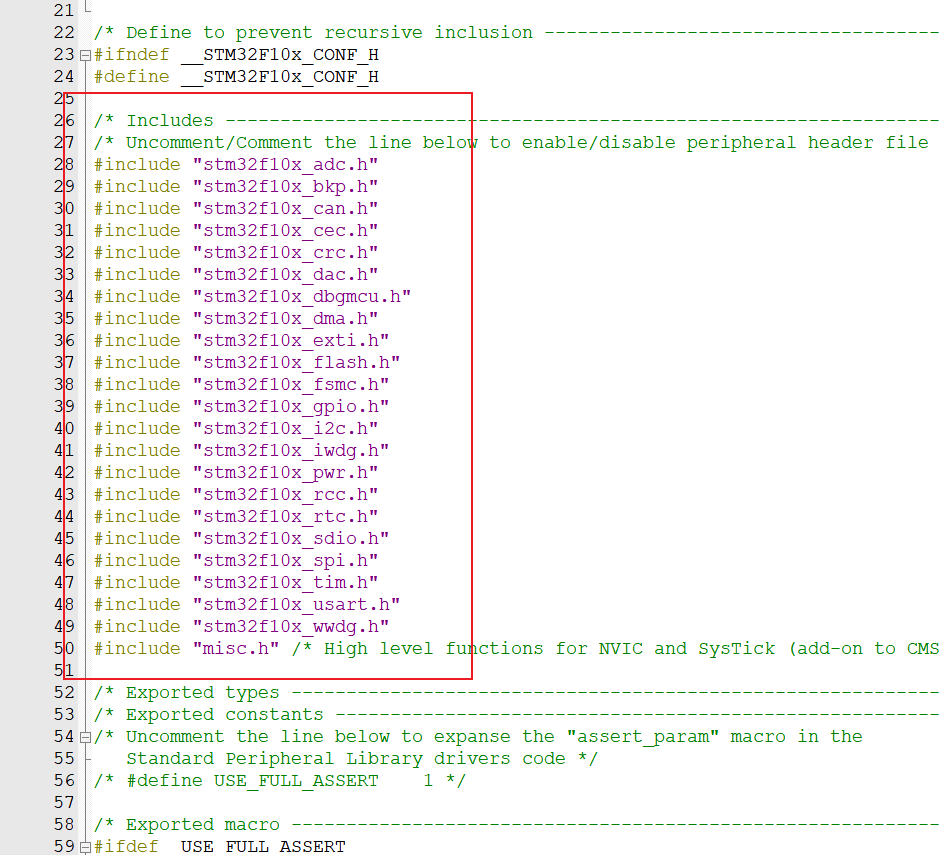 21
22 /* Define to prevent recursive inclusion ------------------------------------
23 #ifndef __STM32F10x_CONF_H
24 #define __STM32F10x_CONF_H
25
26 /* Includes -----------------------------------------------------------------
27 /* Uncomment/Comment the line below to enable/disable peripheral header file
28 #include "stm32f10x_adc.h"
29 #include "stm32f10x_bkp.h"
30 #include "stm32f10x_can.h"
31 #include "stm32f10x_cec.h"
32 #include "stm32f10x_crc.h"
33 #include "stm32f10x_dac.h"
34 #include "stm32f10x_dbgmcu.h"
35 #include "stm32f10x_dma.h"
36 #include "stm32f10x_exti.h"
37 #include "stm32f10x_flash.h"
38 #include "stm32f10x_fsmc.h"
39 #include "stm32f10x_gpio.h"
40 #include "stm32f10x_i2c.h"
41 #include "stm32f10x_iwdg.h"
42 #include "stm32f10x_pwr.h"
43 #include "stm32f10x_rcc.h"
44 #include "stm32f10x_rtc.h"
45 #include "stm32f10x_sdio.h"
46 #include "stm32f10x_spi.h"
47 #include "stm32f10x_tim.h"
48 #include "stm32f10x_usart.h"
49 #include "stm32f10x_wwdg.h"
50 #include "misc.h" /* High level functions for NVIC and SysTick (add-on to CMS
51
52 /* Exported types -----------------------------------------------------------
53 /* Exported constants -------------------------------------------------------
54 /* Uncomment the line below to expanse the "assert_param" macro in the
55 Standard Peripheral Library drivers code */
56 /* #define USE_FULL_ASSERT    1 */
57
58 /* Exported macro -----------------------------------------------------------
59 #ifdef  USE_FULL_ASSERT